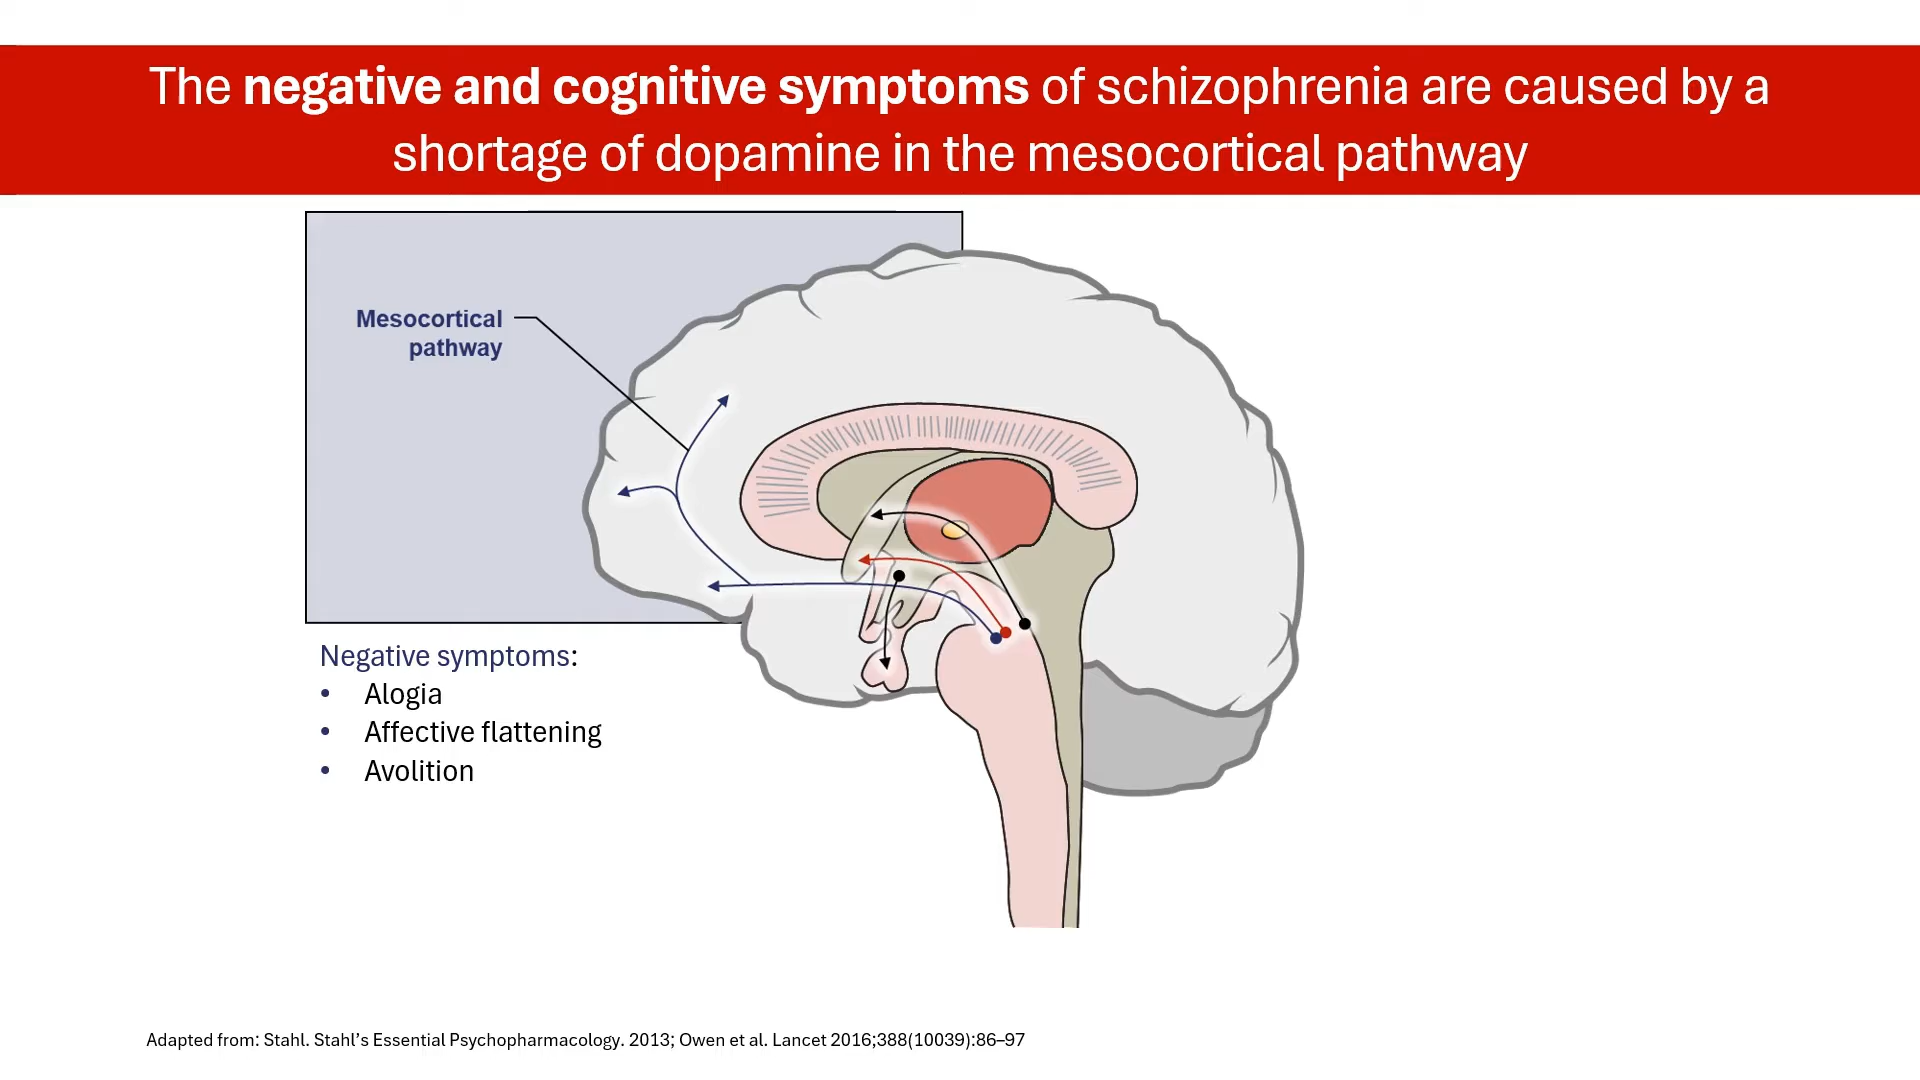 The negative and cognitive symptoms of schizophrenia are caused by a
shortage of dopamine in the mesocortical pathway
Mesocortical
pathway
Negative symptoms:
• Alogia
• Affective flattening
• Avolition
Adapted from: Stahl. Stahl’s Essential Psychopharmacology. 2013; Owen et al. Lancet 2016;388(10039):86–97